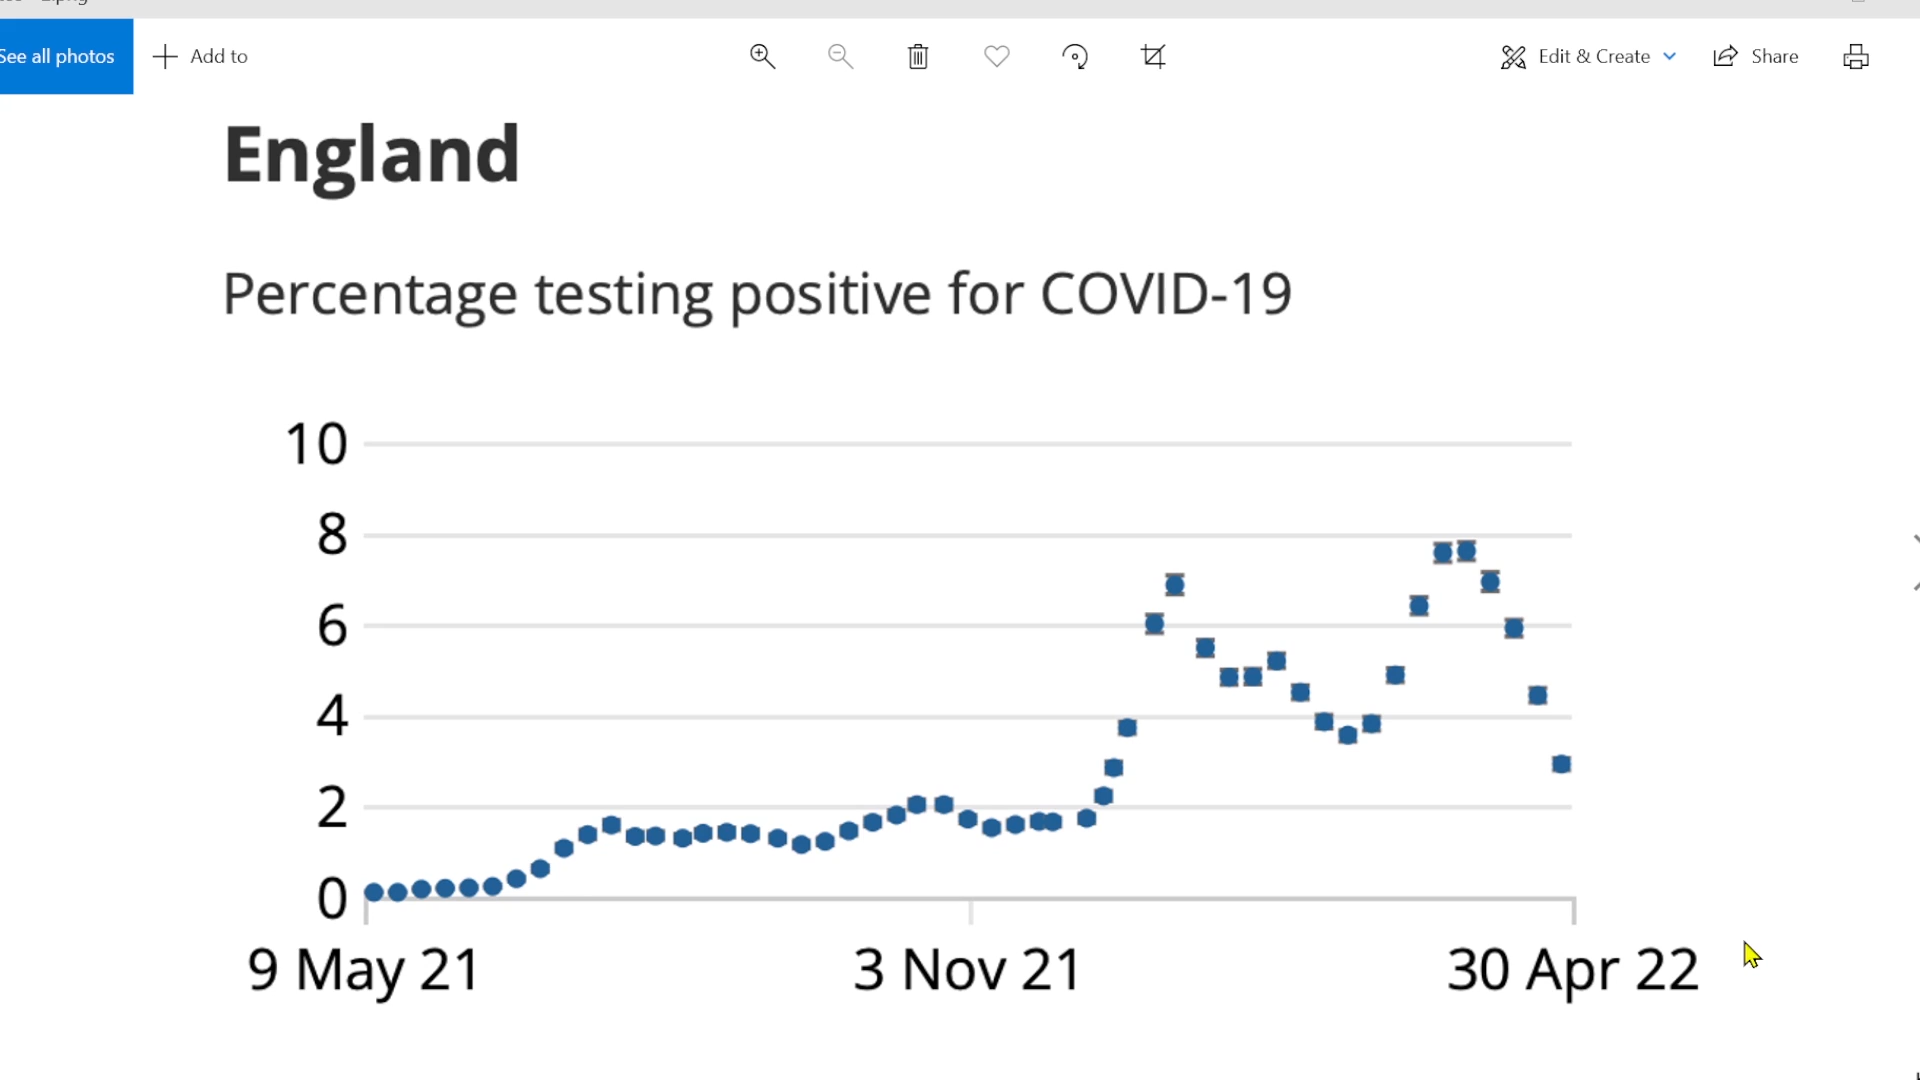 See all photos
Add to
Edit & Create
Share
England
Percentage testing positive for COVID-19
10
8
6
4
2
0
9 May 21
3 Nov 21
30 Apr 22